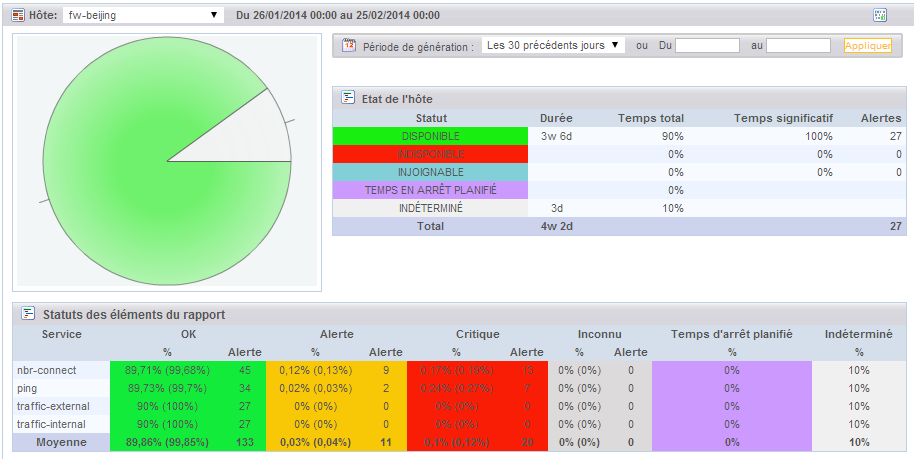 Hôte: fw-beijing Du 26/01/2014 00:00 au 25/02/2014 00:00
Période de génération : Les 30 précédents jours ou Du au Appliquer
Etat de l'hôte
Statut Durée Temps total Temps significatif Alertes
DISPONIBLE 3w 6d 90% 100% 27
INDISPONIBLE 0% 0% 0
INJOIGNABLE 0% 0% 0
TEMPS EN ARRÊT PLANIFIÉ 0%
INDÉTERMINÉ 3d 10%
Total 4w 2d 27
Statuts des éléments du rapport
Service OK Alerte Critique Inconnu Temps d'arrêt planifié Indéterminé
% Alerte % Alerte % Alerte % Alerte % %
nbr-connect 89,71% (99,68%) 45 0,12% (0,13%) 9 0,17% (0,19%) 13 0% (0%) 0 0% 10%
ping 89,73% (99,7%) 34 0,02% (0,03%) 2 0,24% (0,27%) 7 0% (0%) 0 0% 10%
traffic-external 90% (100%) 27 0% (0%) 0 0% (0%) 0 0% (0%) 0 0% 10%
traffic-internal 90% (100%) 27 0% (0%) 0 0% (0%) 0 0% (0%) 0 0% 10%
Moyenne 89,86% (99,85%) 133 0,03% (0,04%) 11 0,1% (0,12%) 20 0% (0%) 0 0% 10%